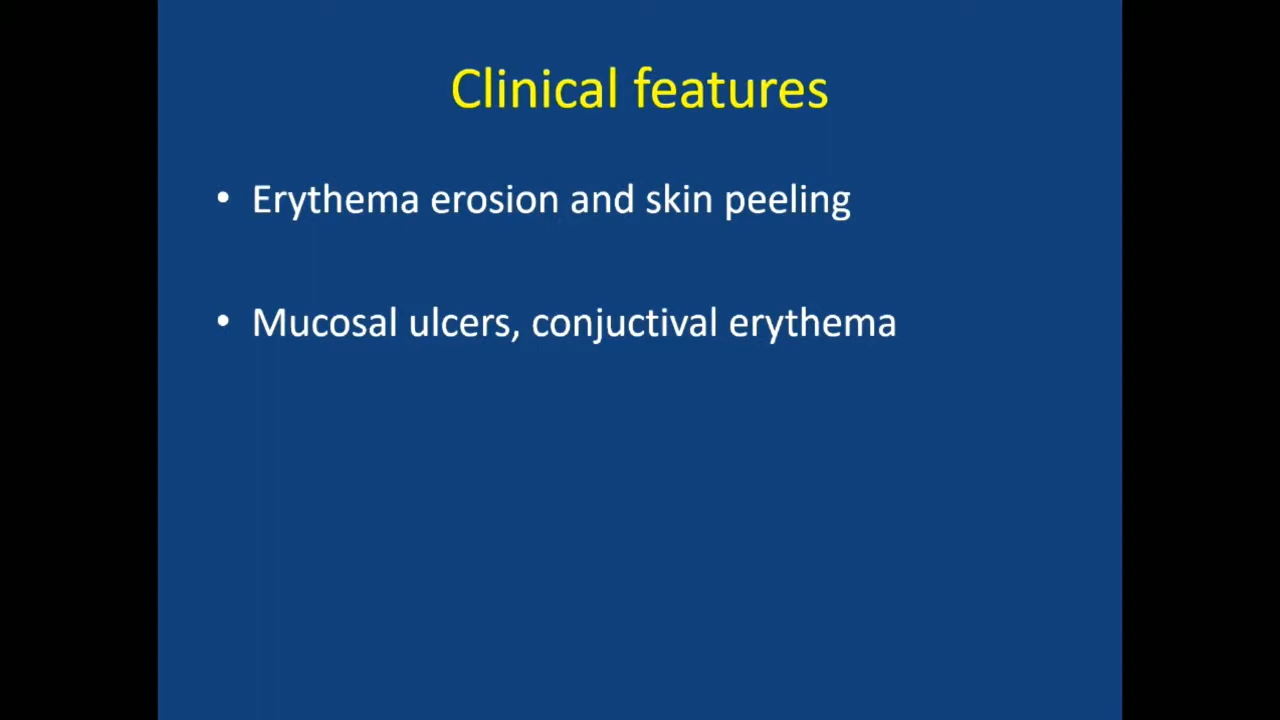 Clinical features
• Erythema erosion and skin peeling
• Mucosal ulcers, conjuctival erythema